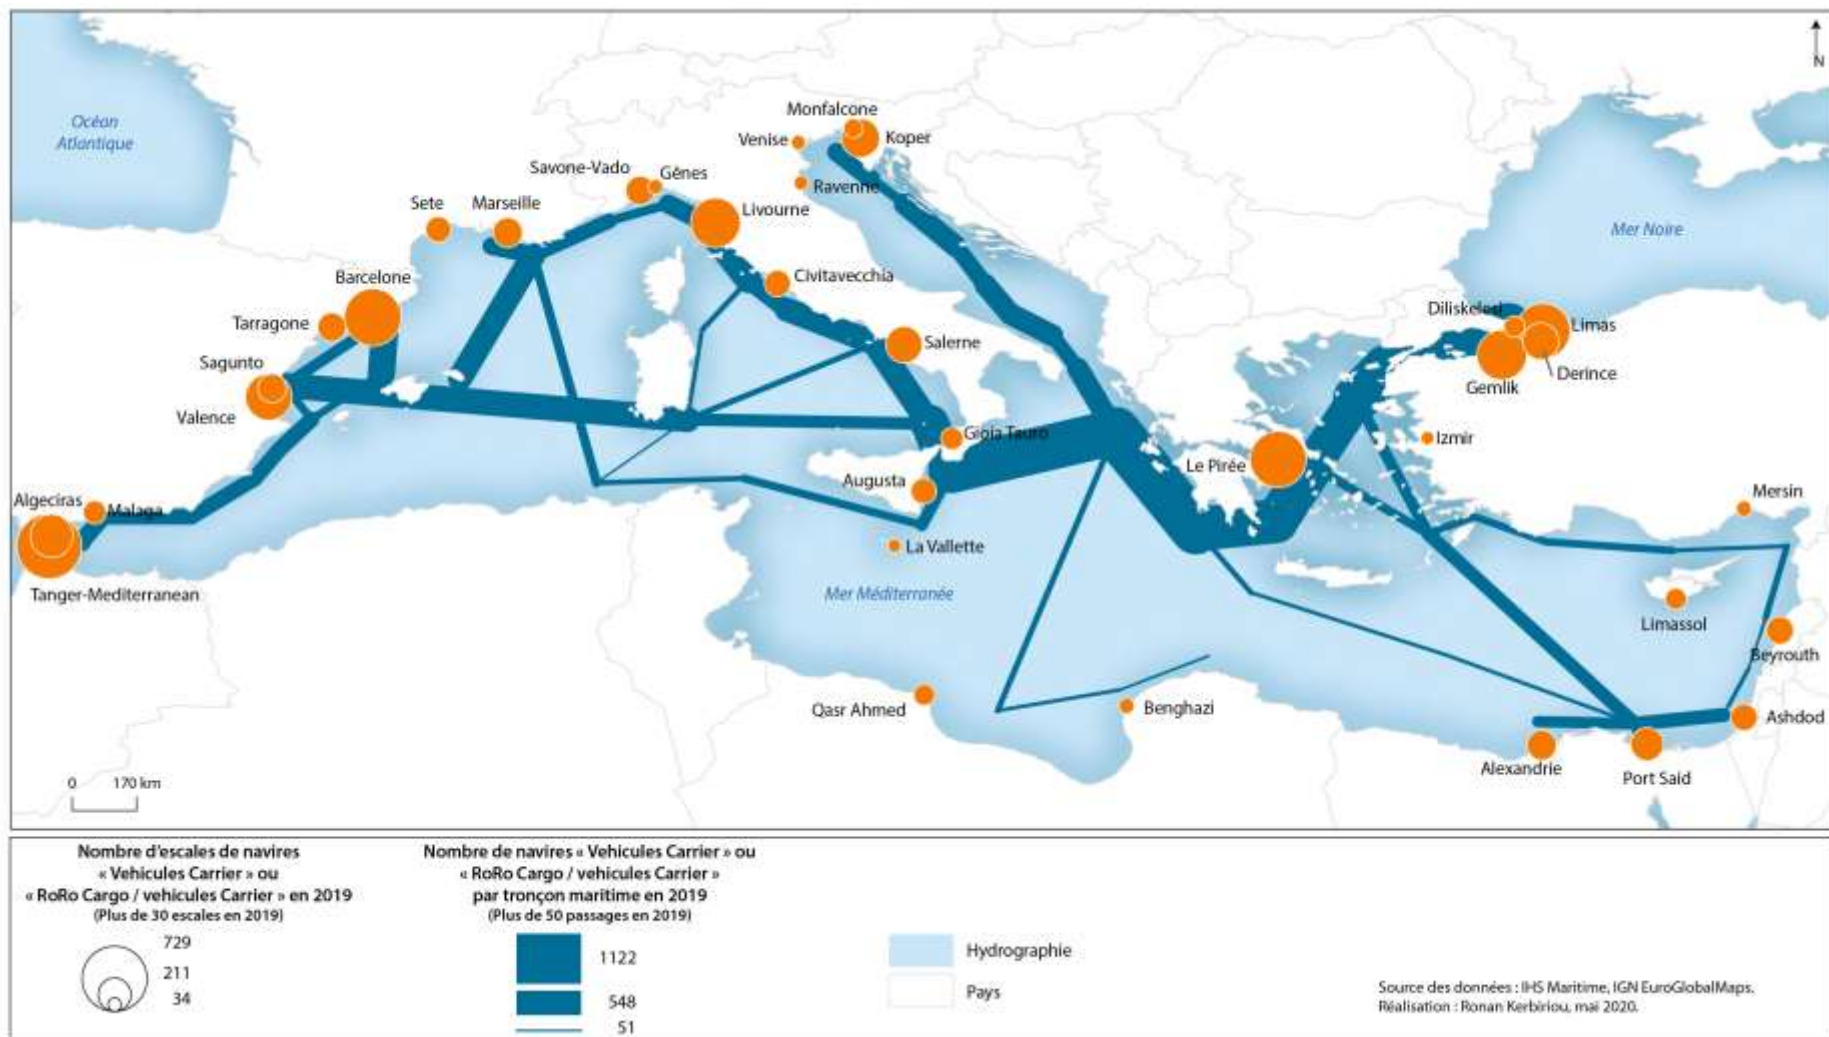 N
Océan
Atlantique
Monfalcone
Venise
Koper
Savone-Vado
Gênes
Ravenne
Sete
Marseille
Livourne
Mer Noire
Barcelone
Civitavecchia
Tarragone
Diliskelesi
Limas
Salerne
Sagunto
Derince
Gemlik
Valence
Gioia Tauro
Izmir
Le Pirée
Augusta
Algeciras
Malaga
Mersin
La Vallette
Tanger-Mediterranean
Mer Méditerranée
Limassol
Beyrouth
Qasr Ahmed
Benghazi
Ashdod
Alexandrie
Port Said
0 170 km
Nombre d'escales de navires
« Vehicules Carrier » ou
« RoRo Cargo / vehicules Carrier » en 2019
(Plus de 30 escales en 2019)
729
211
34
Nombre de navires « Vehicules Carrier » ou
« RoRo Cargo / vehicules Carrier »
par tronçon maritime en 2019
(Plus de 50 passages en 2019)
1122
548
51
Hydrographie
Pays
Source des données : IHS Maritime, IGN EuroGlobalMaps.
Réalisation : Ronan Kerbiriou, mai 2020.